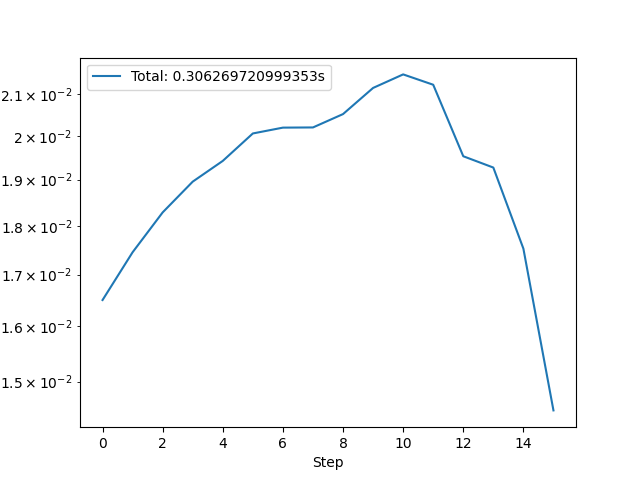 Total: 0.306269720999353s
2.1 × 10⁻²
2 × 10⁻²
1.9 × 10⁻²
1.8 × 10⁻²
1.7 × 10⁻²
1.6 × 10⁻²
1.5 × 10⁻²
0 2 4 6 8 10 12 14
Step